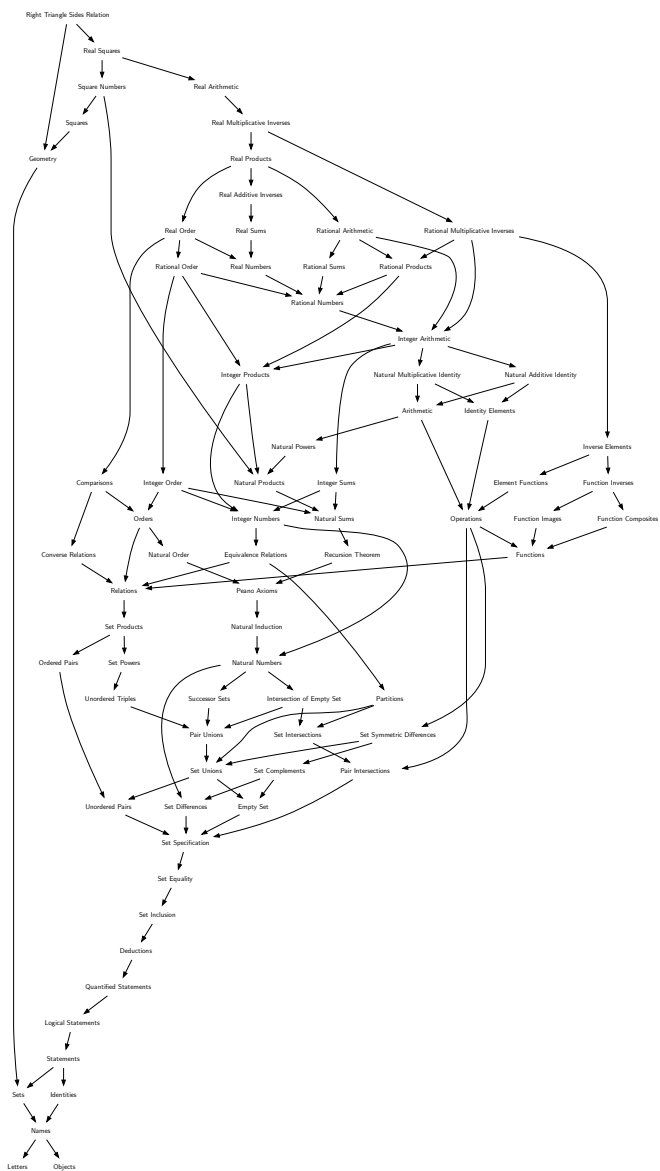 Right Triangle Sides Relation
Real Squares
Square Numbers
Real Arithmetic
Squares
Real Multiplicative Inverses
Geometry
Real Products
Real Additive Inverses
Real Order
Real Sums
Rational Arithmetic
Rational Multiplicative Inverses
Rational Order
Real Numbers
Rational Sums
Rational Products
Rational Numbers
Integer Arithmetic
Integer Products
Natural Multiplicative Identity
Natural Additive Identity
Arithmetic
Identity Elements
Natural Powers
Inverse Elements
Comparisons
Integer Order
Natural Products
Integer Sums
Element Functions
Function Inverses
Orders
Integer Numbers
Natural Sums
Operations
Function Images
Function Composites
Converse Relations
Natural Order
Equivalence Relations
Recursion Theorem
Functions
Relations
Peano Axioms
Set Products
Natural Induction
Ordered Pairs
Set Powers
Natural Numbers
Unordered Triples
Successor Sets
Intersection of Empty Set
Partitions
Pair Unions
Set Intersections
Set Symmetric Differences
Set Unions
Set Complements
Pair Intersections
Unordered Pairs
Set Differences
Empty Set
Set Specification
Set Equality
Set Inclusion
Deductions
Quantified Statements
Logical Statements
Statements
Sets
Identities
Names
Letters
Objects